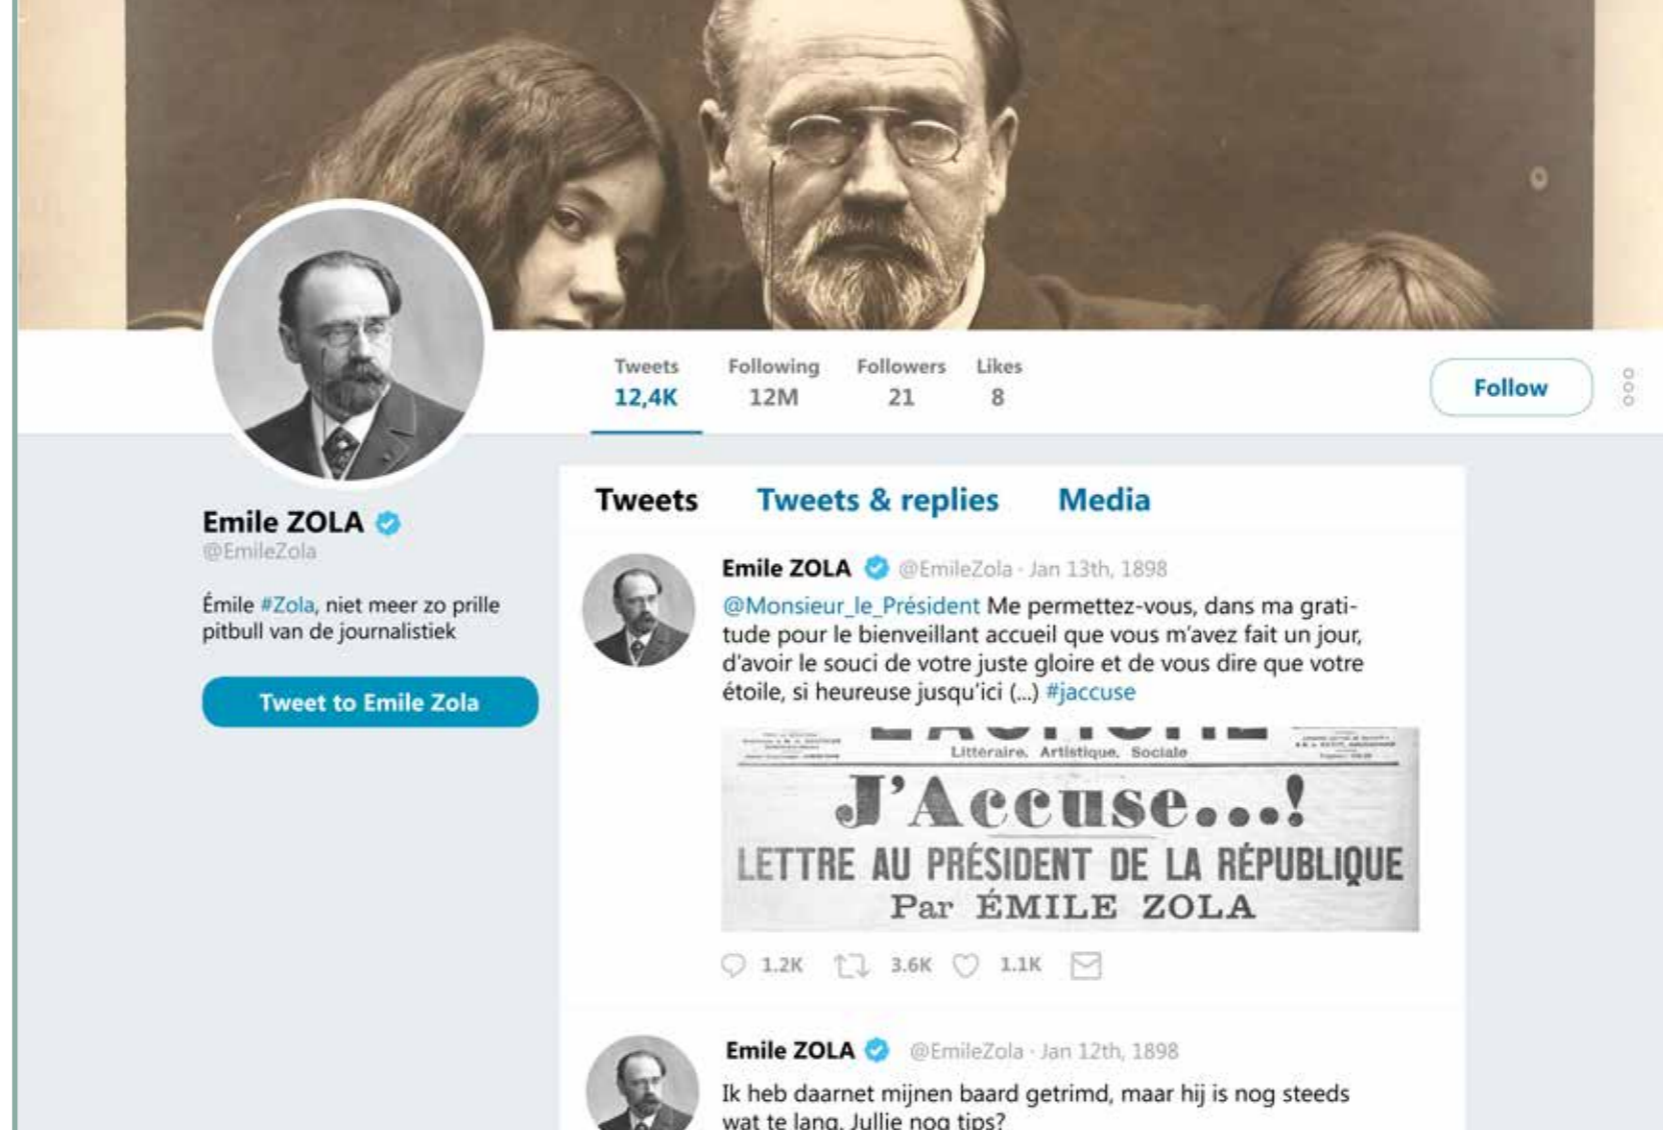 Tweets
12,4K
Following
12M
Followers
21
Likes
8
Follow
Emile ZOLA
@EmileZola
Émile #Zola, niet meer zo prille
pitbull van de journalistiek
Tweet to Emile Zola
Tweets Tweets & replies Media
Emile ZOLA @EmileZola · Jan 13th, 1898
@Monsieur_le_Président Me permettez-vous, dans ma grati-
tude pour le bienveillant accueil que vous m'avez fait un jour,
d'avoir le souci de votre juste gloire et de vous dire que votre
étoile, si heureuse jusqu'ici (...) #jaccuse
Littéraire, Artistique, Sociale
J'Accuse...!
LETTRE AU PRÉSIDENT DE LA RÉPUBLIQUE
Par ÉMILE ZOLA
1.2K 3.6K 1.1K
Emile ZOLA @EmileZola · Jan 12th, 1898
Ik heb daarnet mijnen baard getrimd, maar hij is nog steeds
wat te lang. Jullie nog tips?